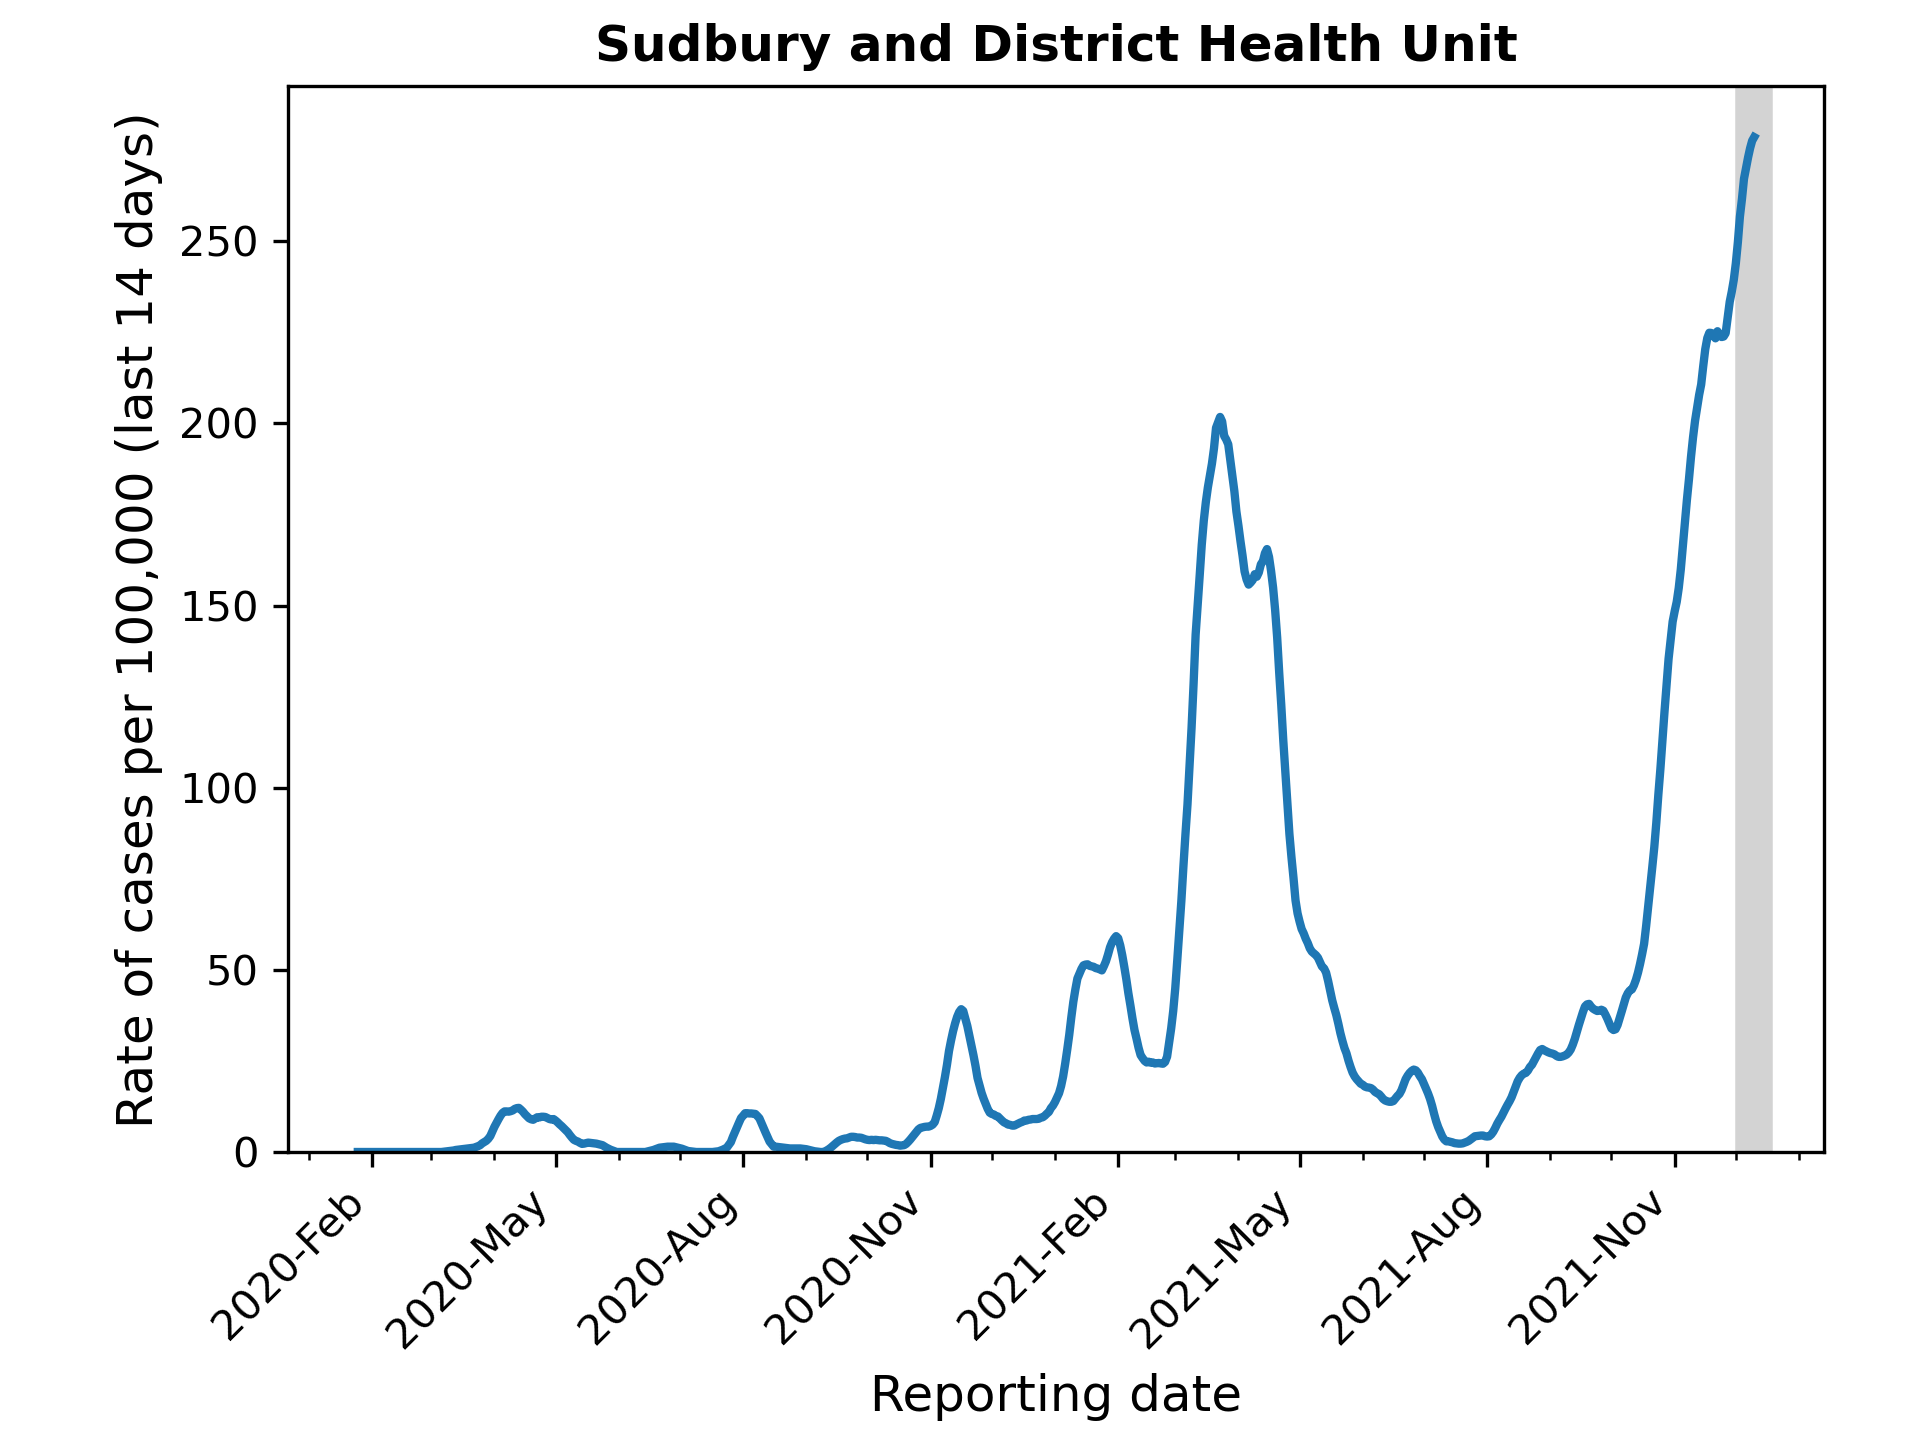 Sudbury and District Health Unit
Rate of cases per 100,000 (last 14 days)
250
200
150
100
50
0
2020-Feb
2020-May
2020-Aug
2020-Nov
2021-Feb
2021-May
2021-Aug
2021-Nov
Reporting date